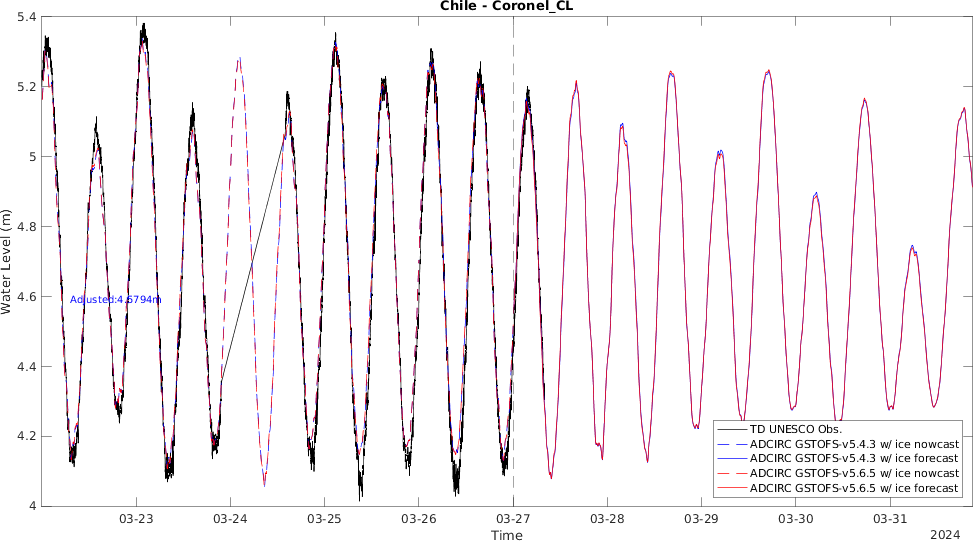 Chile - Coronel_CL
5.4
5.2
5
4.8
4.6
4.4
4.2
4
Water Level (m)
Adjusted:4.5794m
TD UNESCO Obs.
ADCIRC GSTOFS-v5.4.3 w/ ice nowcast
ADCIRC GSTOFS-v5.4.3 w/ ice forecast
ADCIRC GSTOFS-v5.6.5 w/ ice nowcast
ADCIRC GSTOFS-v5.6.5 w/ ice forecast
03-23 03-24 03-25 03-26 03-27 03-28 03-29 03-30 03-31
Time
2024